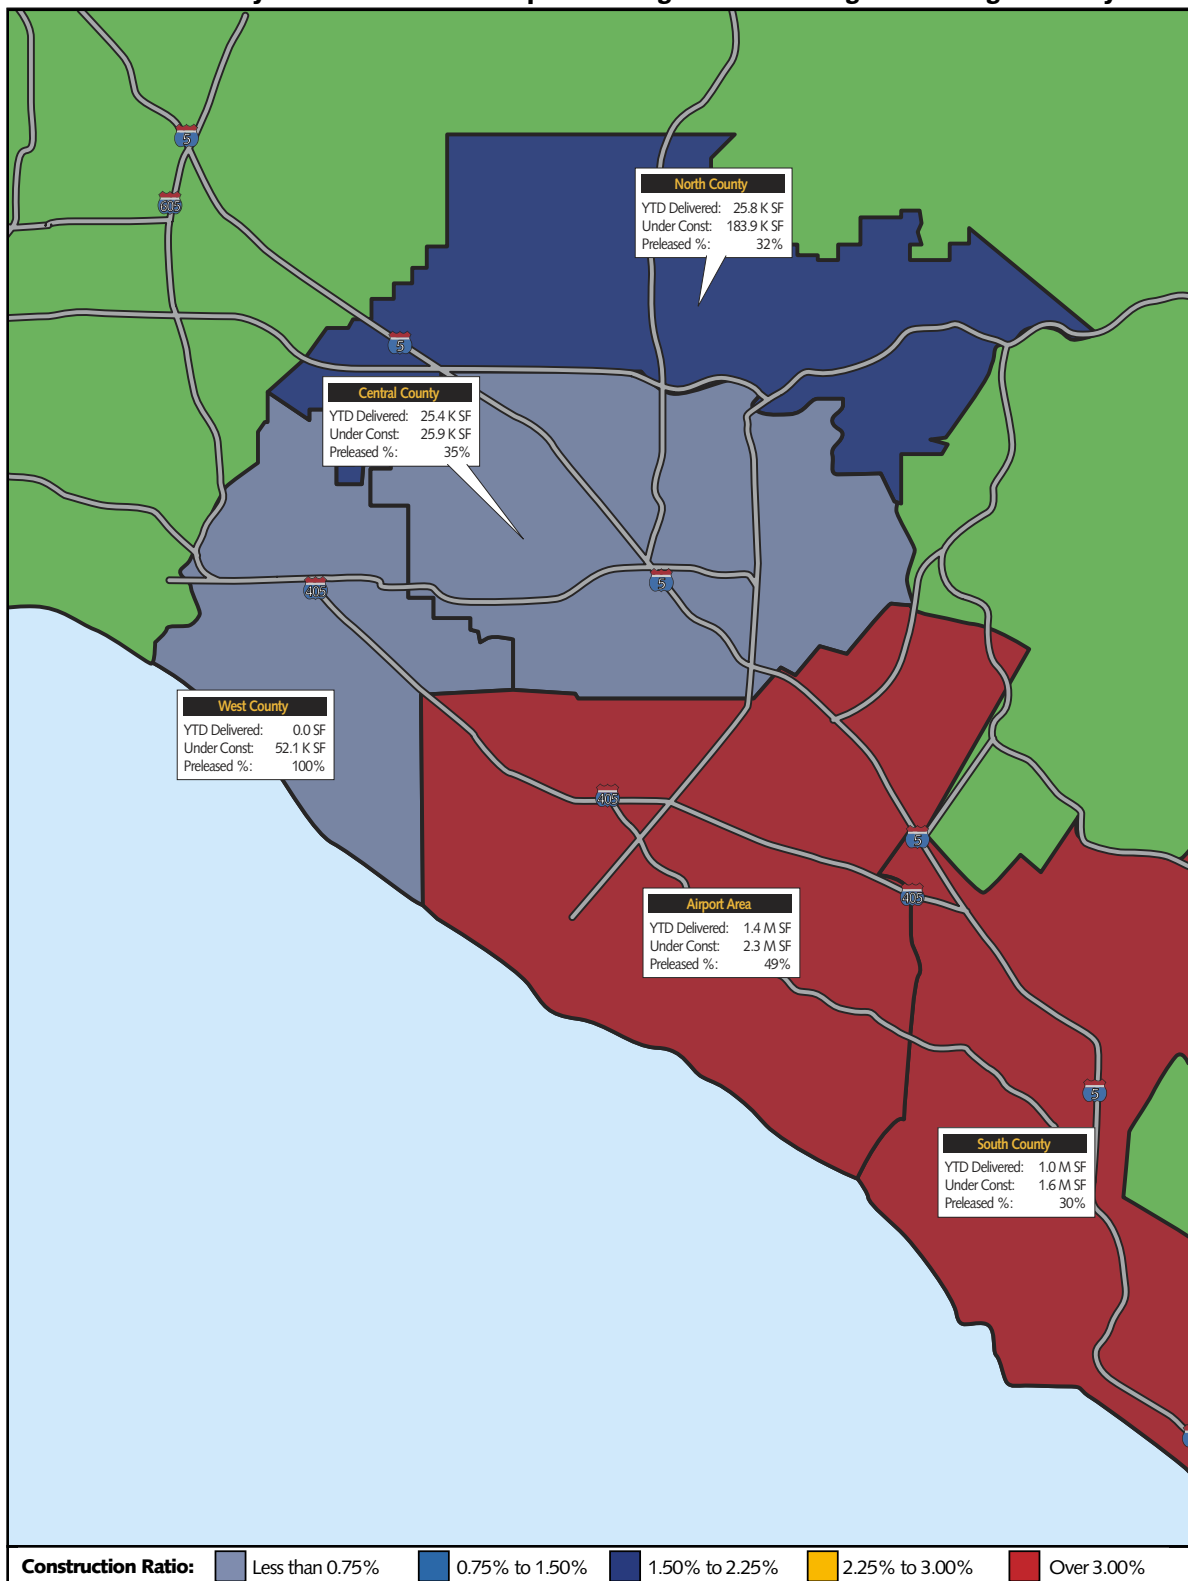 5
605
North County
YTD Delivered: 25.8 K SF
Under Const: 183.9 K SF
Preleased %: 32%
5
Central County
YTD Delivered: 25.4 K SF
Under Const: 25.9 K SF
Preleased %: 35%
405
5
West County
YTD Delivered: 0.0 SF
Under Const: 52.1 K SF
Preleased %: 100%
405
5
405
Airport Area
YTD Delivered: 1.4 M SF
Under Const: 2.3 M SF
Preleased %: 49%
5
South County
YTD Delivered: 1.0 M SF
Under Const: 1.6 M SF
Preleased %: 30%
Construction Ratio: Less than 0.75% 0.75% to 1.50% 1.50% to 2.25% 2.25% to 3.00% Over 3.00%